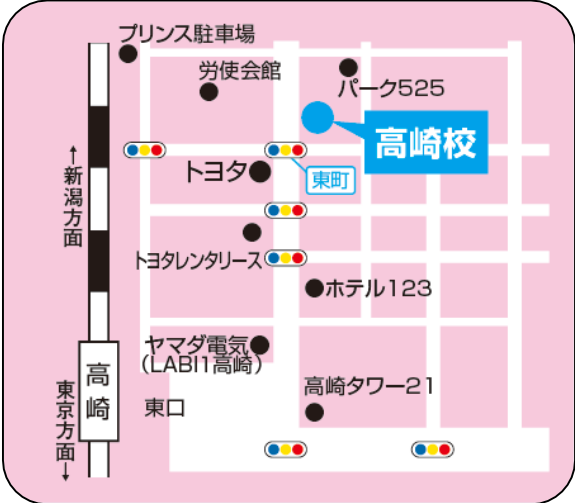 プリンス駐車場
労使会館
パーク525
高崎校
トヨタ
東町
←新潟方面
トヨタレンタリース
ホテル123
ヤマダ電気
(LABI1高崎)
高崎
高崎タワー21
東口
東京方面→